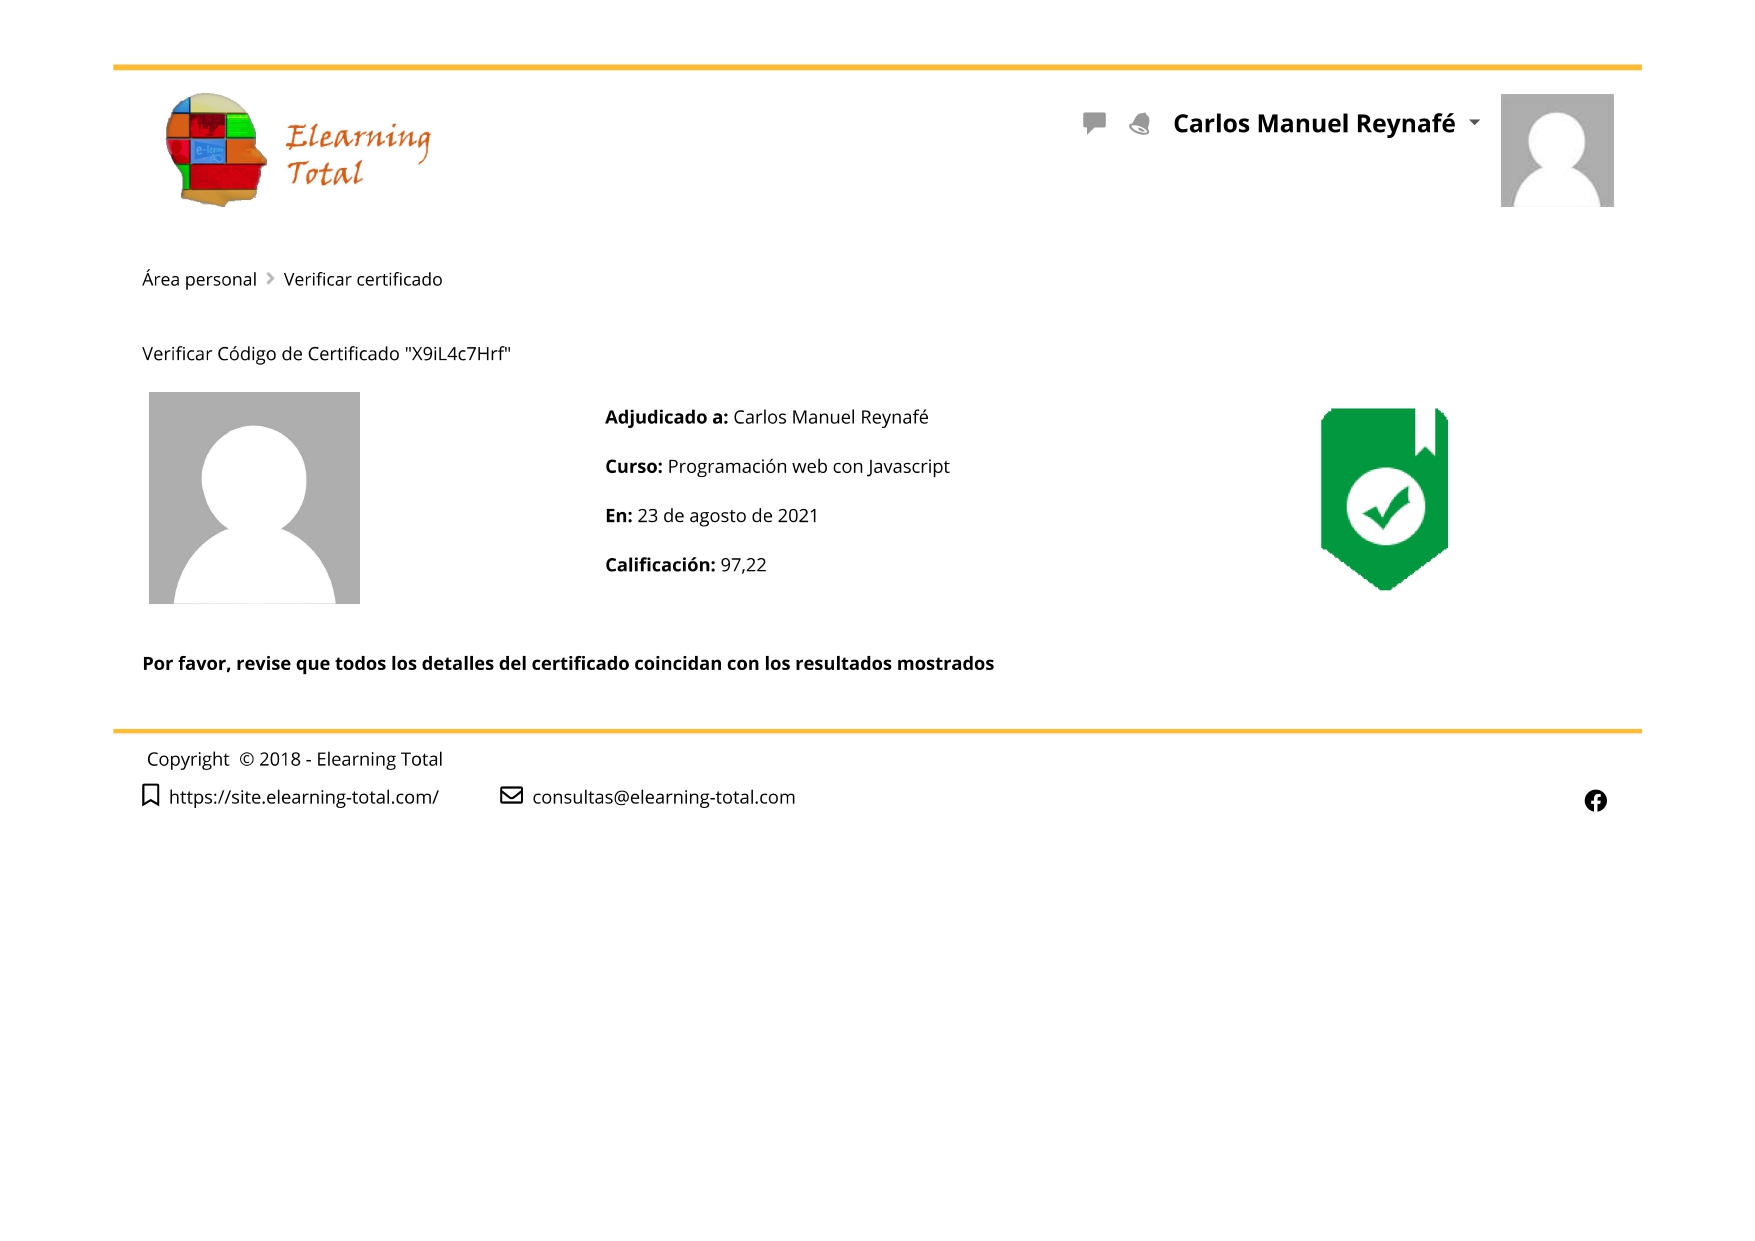 Elearning
Total
Carlos Manuel Reynafé
Área personal
Verificar certificado
Verificar Código de Certificado "X9iL4c7Hrf"
Adjudicado a: Carlos Manuel Reynafé
Curso: Programación web con Javascript
En: 23 de agosto de 2021
Calificación: 97,22
Por favor, revise que todos los detalles del certificado coincidan con los resultados mostrados
Copyright © 2018 - Elearning Total
https://site.elearning-total.com/
consultas@elearning-total.com